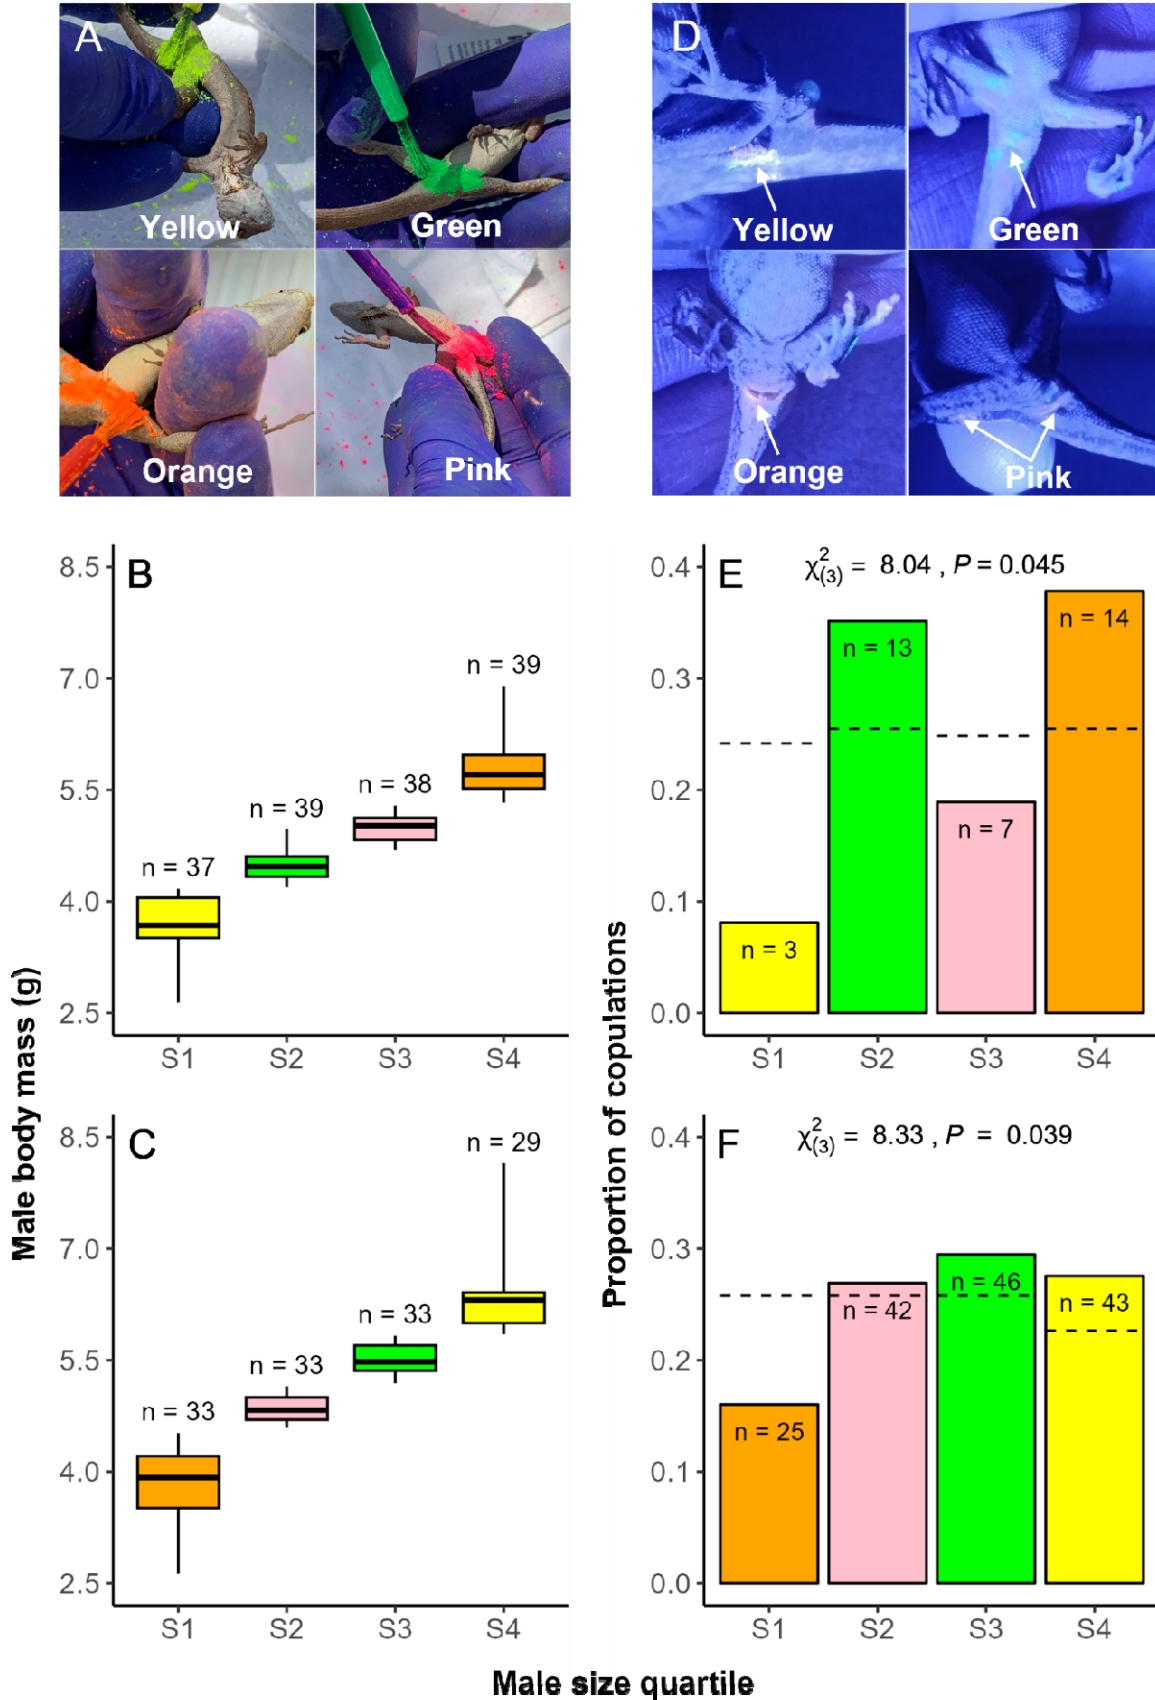 A
Yellow
Green
Orange
Pink
D
Yellow
Green
Orange
Pink
B
8.5
7.0
5.5
4.0
2.5
n = 37
n = 39
n = 38
n = 39
S1 S2 S3 S4
E
χ²(3) = 8.04 , P = 0.045
0.4
0.3
0.2
0.1
0.0
n = 3
n = 13
n = 7
n = 14
S1 S2 S3 S4
C
8.5
7.0
5.5
4.0
2.5
n = 33
n = 33
n = 33
n = 29
S1 S2 S3 S4
F
χ²(3) = 8.33 , P = 0.039
0.4
0.3
0.2
0.1
0.0
n = 25
n = 42
n = 46
n = 43
S1 S2 S3 S4
Male body mass (g)
Proportion of copulations
Male size quartile